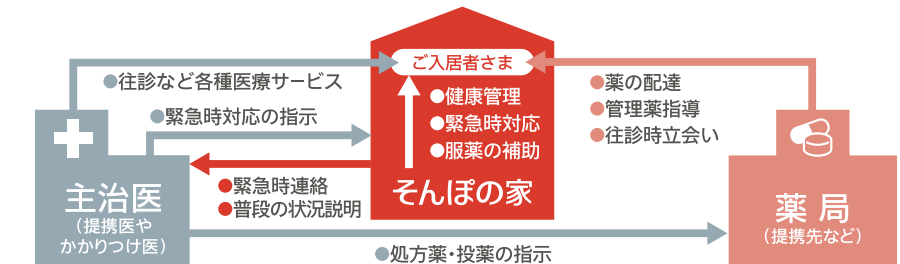 ご入居者さま
●往診など各種医療サービス
●緊急時対応の指示
●健康管理
●緊急時対応
●服薬の補助
そんぽの家
●薬の配達
●管理薬指導
●往診時立会い
主治医
（提携医や
かかりつけ医）
●緊急時連絡
●普段の状況説明
薬局
（提携先など）
●処方薬・投薬の指示